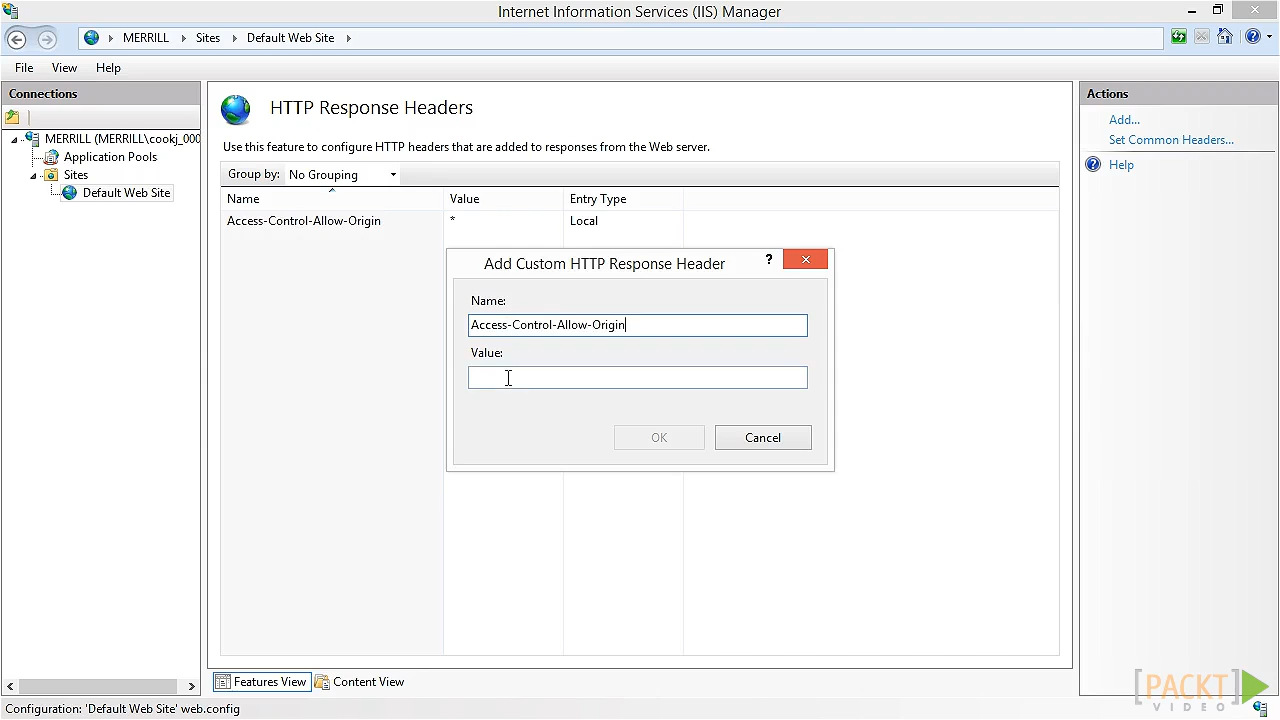 Internet Information Services (IIS) Manager
MERRILL Sites Default Web Site
File View Help
Connections
MERRILL (MERRILL\cookj_000
Application Pools
Sites
Default Web Site
HTTP Response Headers
Use this feature to configure HTTP headers that are added to responses from the Web server.
Group by: No Grouping
Name Value Entry Type
Access-Control-Allow-Origin * Local
Add Custom HTTP Response Header ?
Name:
Access-Control-Allow-Origin
Value:
OK Cancel
Actions
Add...
Set Common Headers...
Help
Features View Content View
Configuration: 'Default Web Site' web.config
[PACKT]
VIDEO